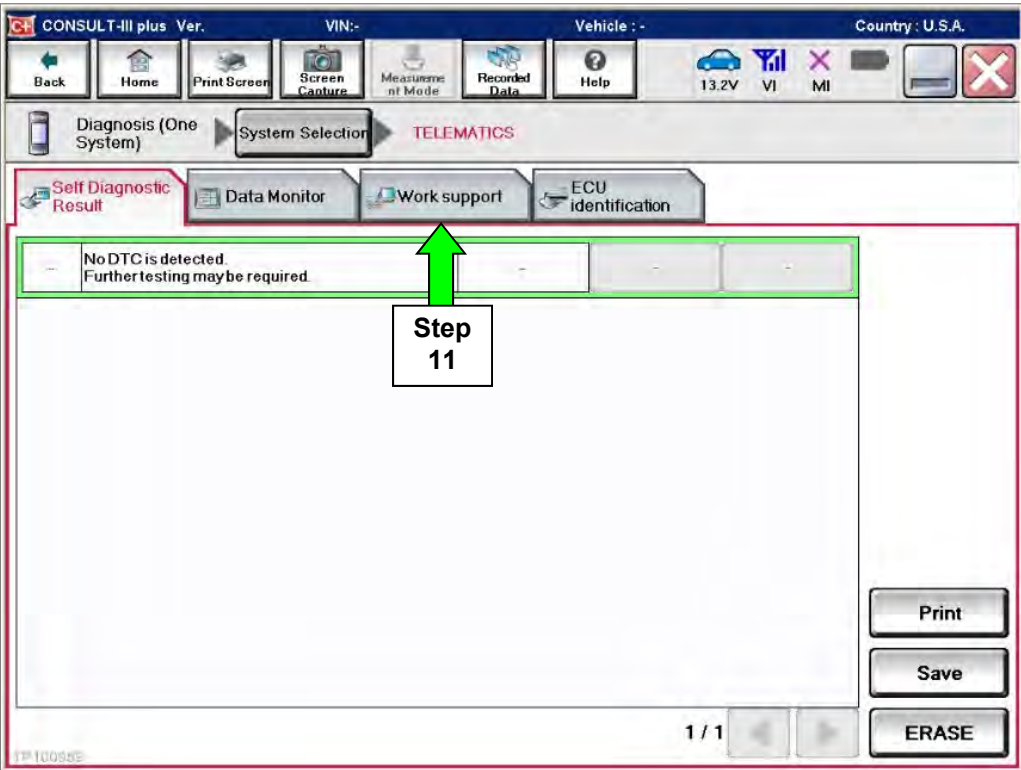 C+ CONSULT-III plus Ver. VIN:- Vehicle : - Country : U.S.A.
Back Home Print Screen Screen Capture Measureme nt Mode Recorded Data Help 13.2V VI MI
Diagnosis (One System) System Selection TELEMATICS
Self Diagnostic Result Data Monitor Work support ECU identification
-- No DTC is detected. - - -
Further testing may be required.
Step
11
Print
Save
1 / 1 ERASE